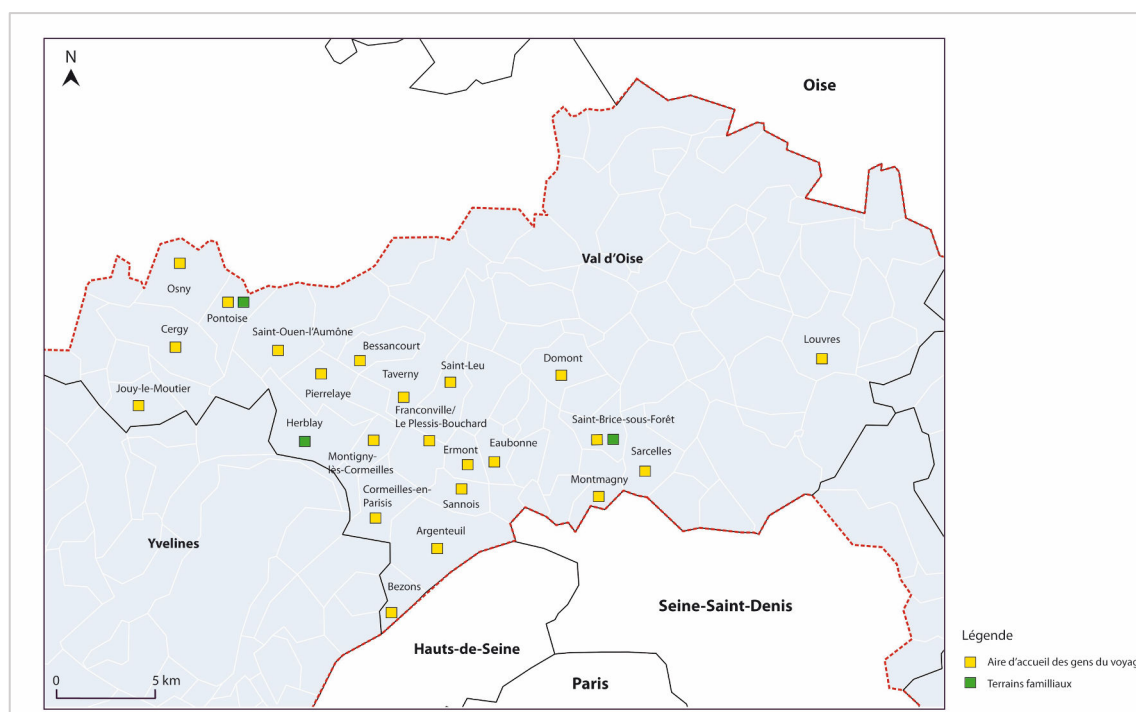 N
Oise
Val d'Oise
Osny
Pontoise
Cergy
Saint-Ouen-l'Aumône
Bessancourt
Louvres
Domont
Saint-Leu
Taverny
Jouy-le-Moutier
Pierrelaye
Franconville/
Le Plessis-Bouchard
Herblay
Saint-Brice-sous-Forêt
Eaubonne
Ermont
Montigny-
lès-Cormeilles
Sarcelles
Montmagny
Cormeilles-en-
Parisis
Sannois
Argenteuil
Yvelines
Bezons
Seine-Saint-Denis
Hauts-de-Seine
Paris
0 5 km
Légende
Aire d'accueil des gens du voyag
Terrains familliaux